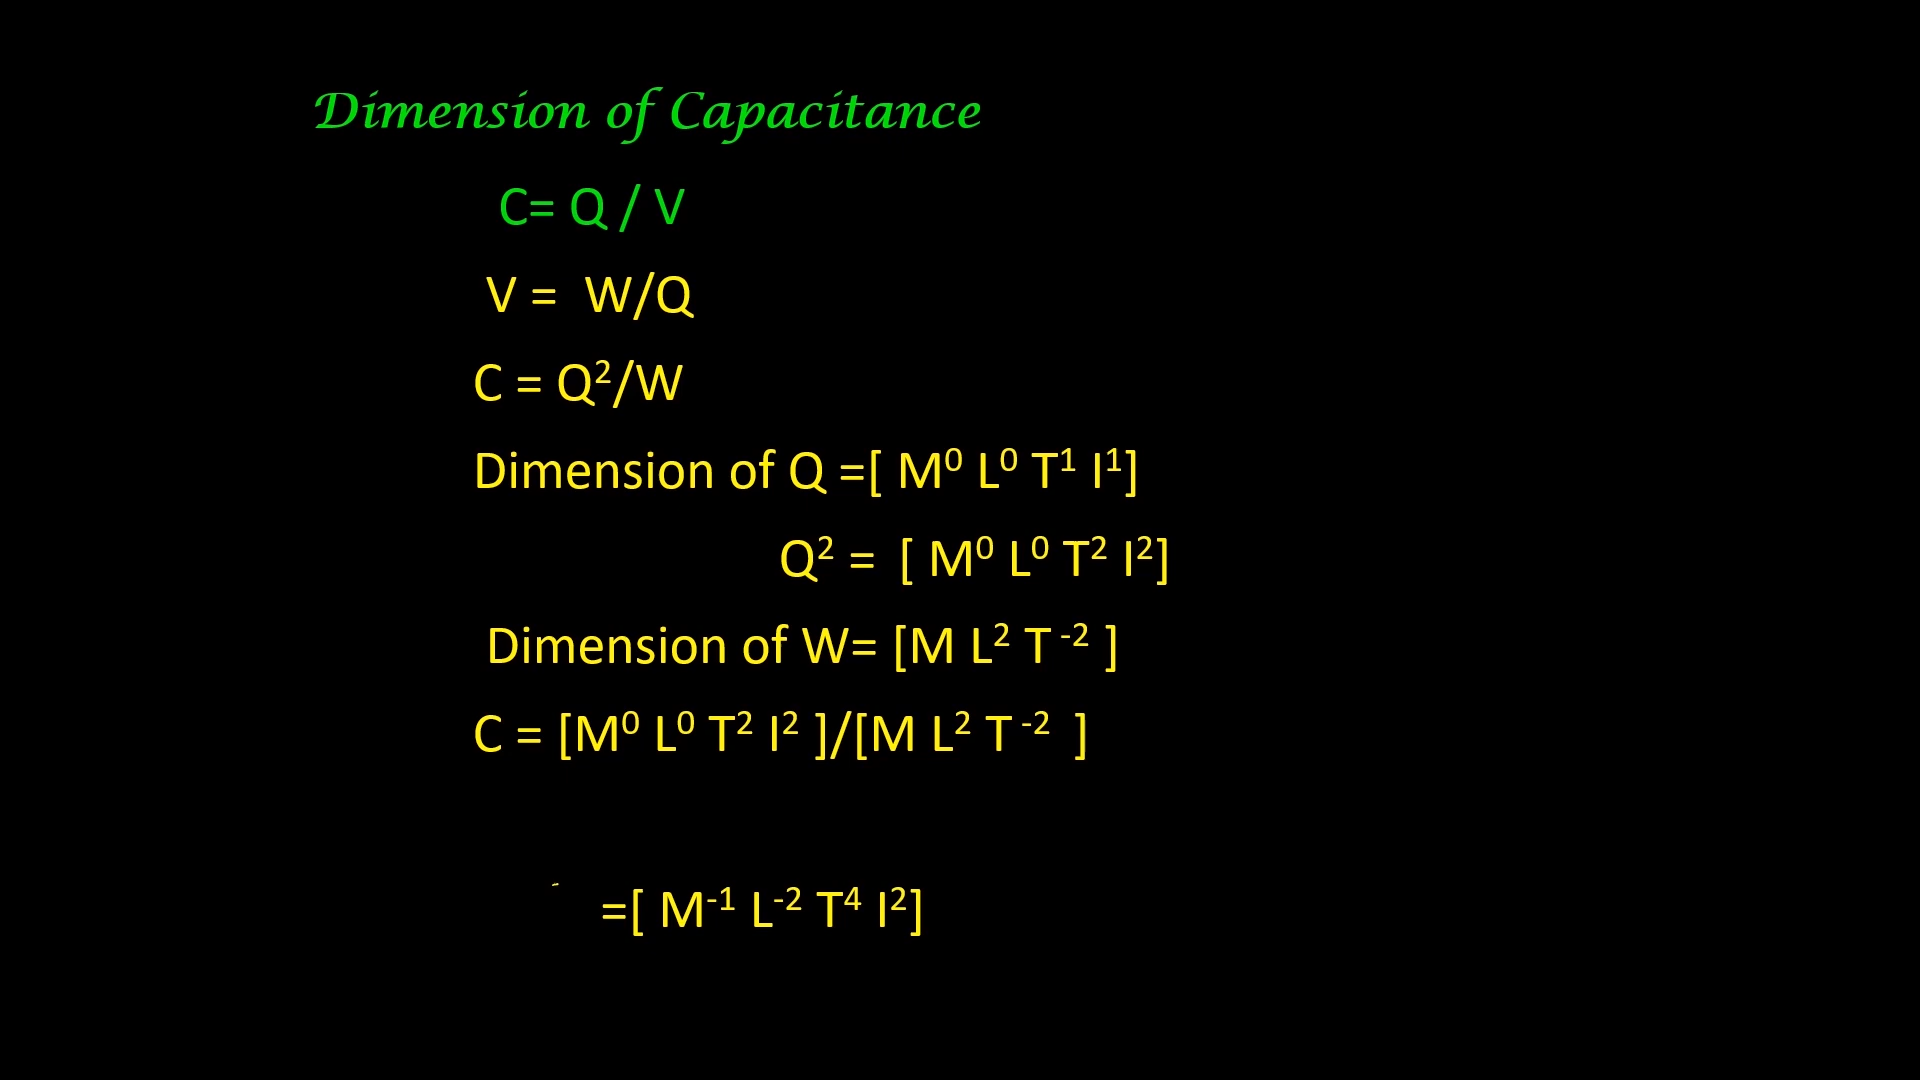 Dimension of Capacitance
C= Q / V
V = W/Q
C = Q²/W
Dimension of Q =[ M⁰ L⁰ T¹ I¹]
Q² = [ M⁰ L⁰ T² I²]
Dimension of W= [M L² T ⁻² ]
C = [M⁰ L⁰ T² I² ]/[M L² T ⁻² ]
=[ M⁻¹ L⁻² T⁴ I²]